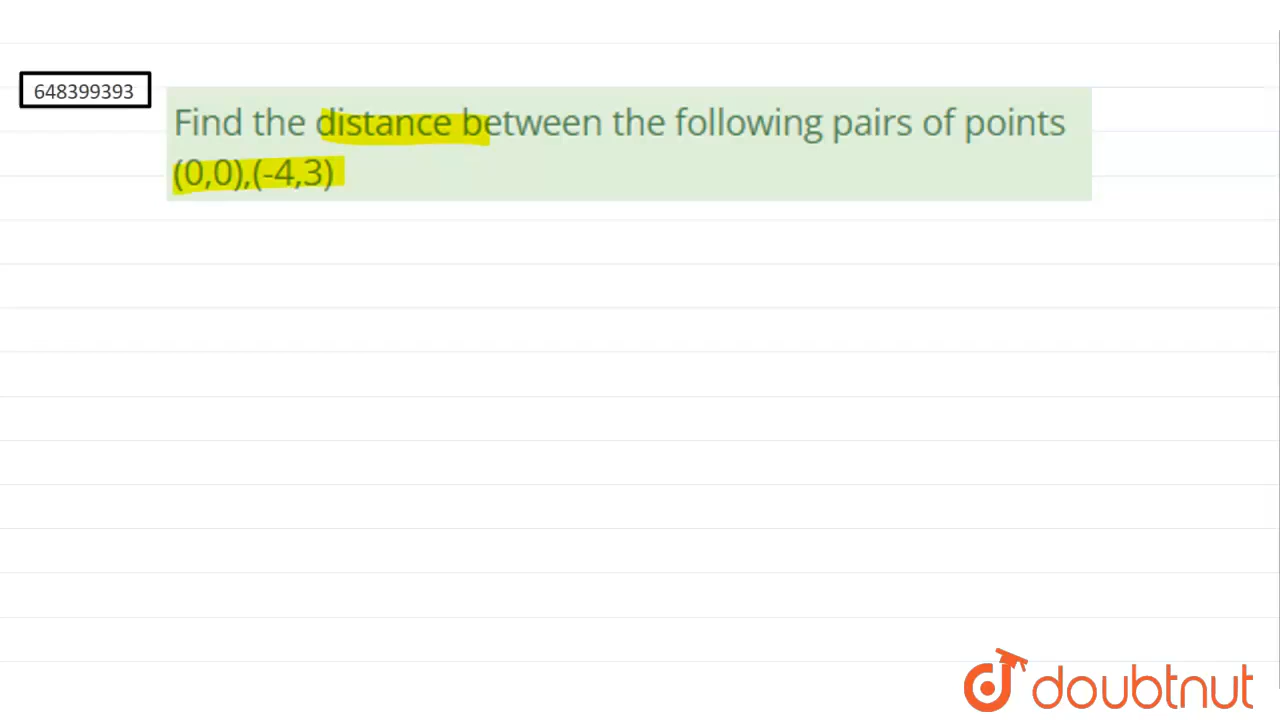 648399393
Find the distance between the following pairs of points
(0,0),(-4,3)
doubtnut